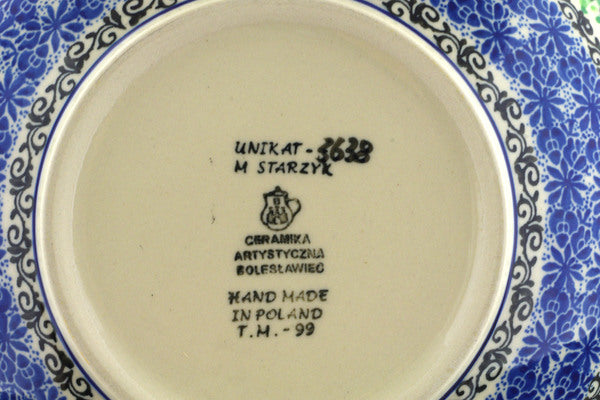 UNIKAT - 3638
M STARZYK
CERAMIKA
ARTYSTYCZNA
BOLESŁAWIEC
HAND MADE
IN POLAND
T.M. - 99